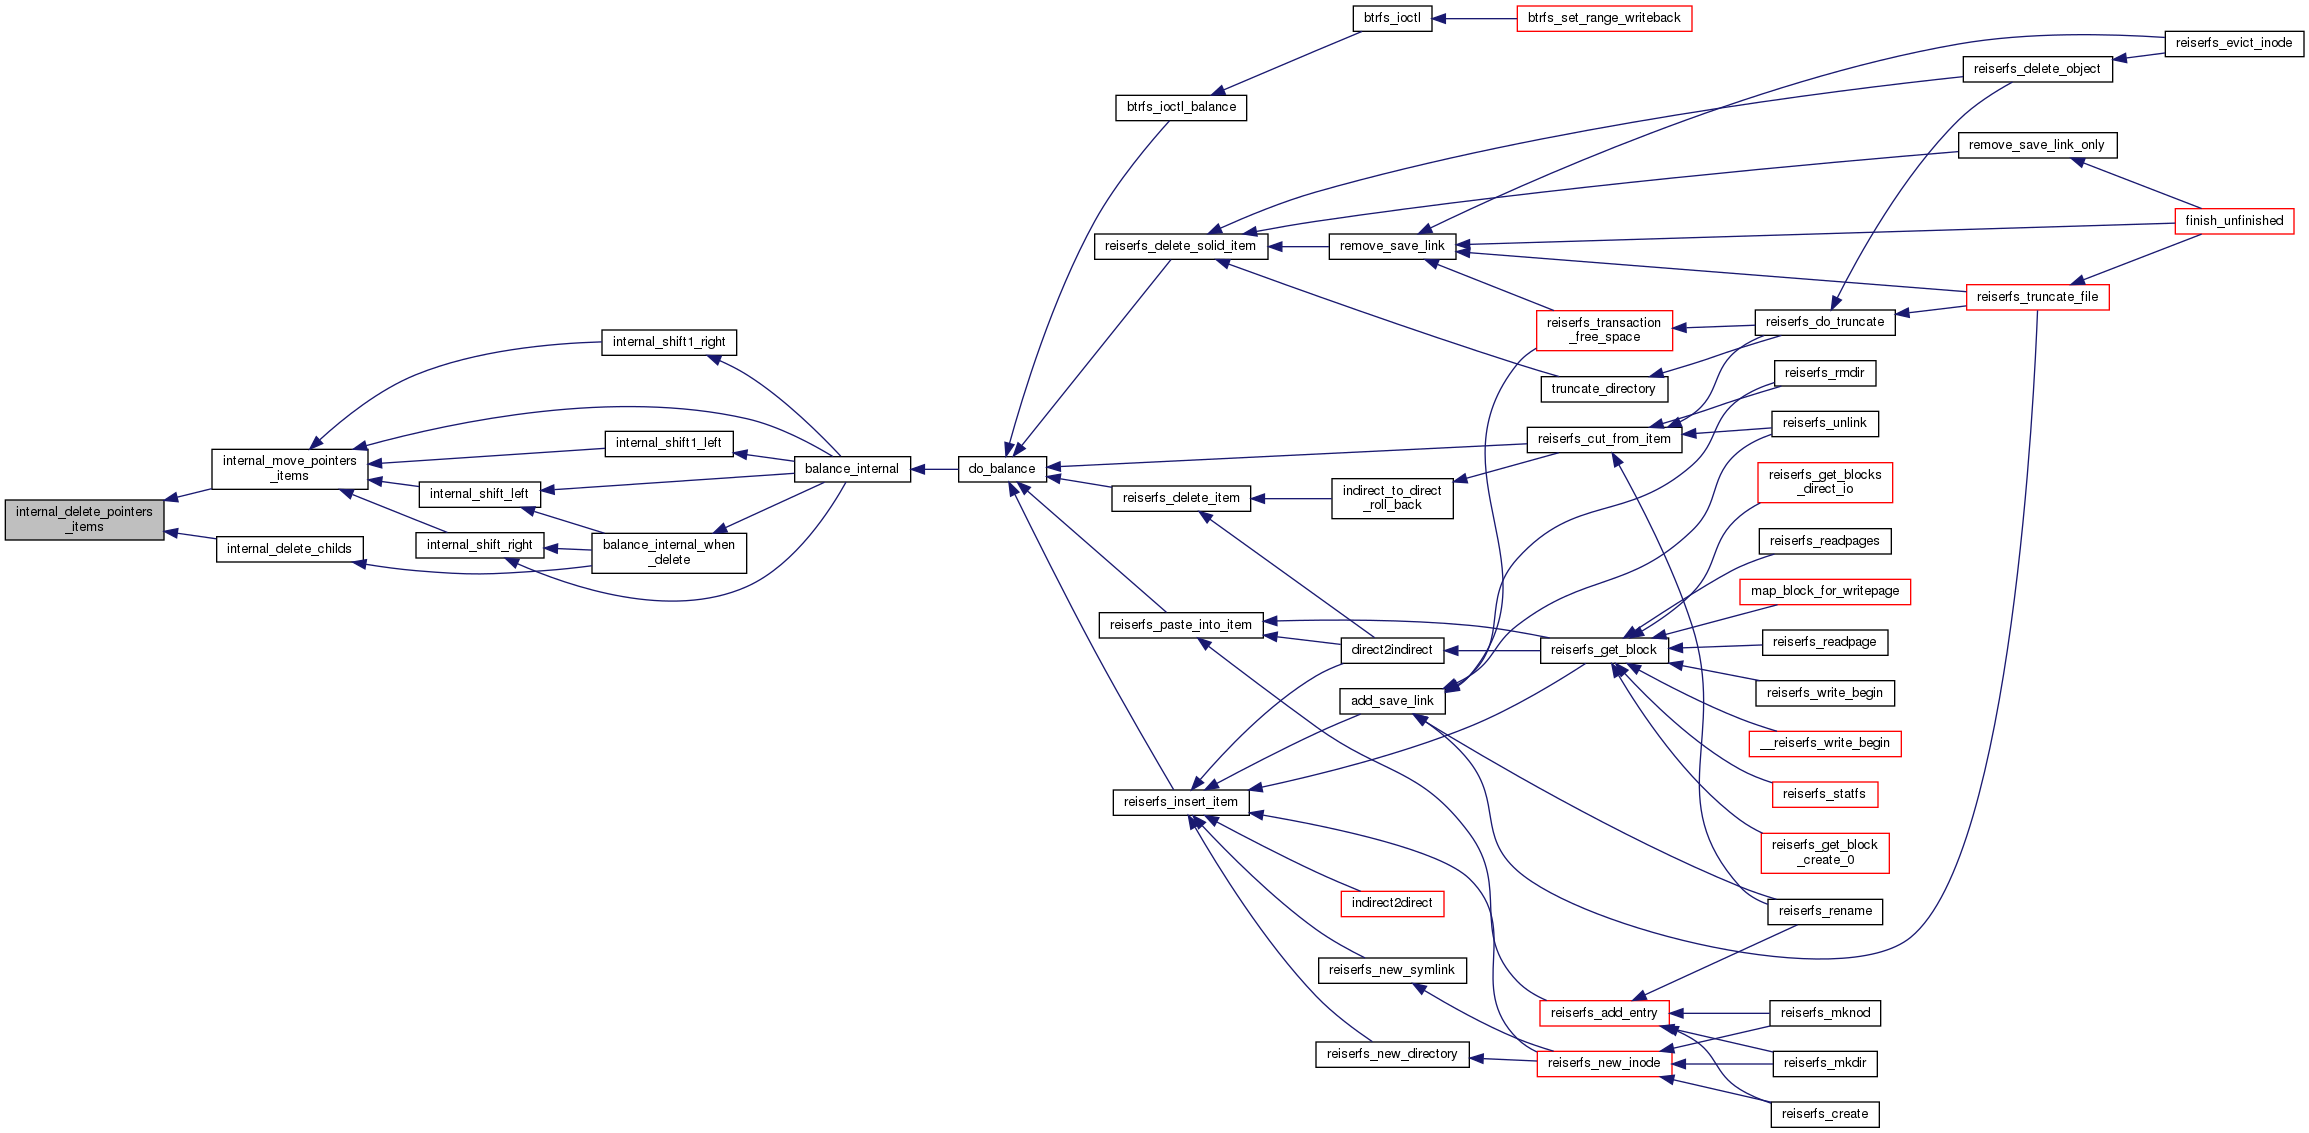 btrfs_ioctl
btrfs_set_range_writeback
reiserfs_evict_inode
reiserfs_delete_object
btrfs_ioctl_balance
remove_save_link_only
finish_unfinished
reiserfs_delete_solid_item
remove_save_link
reiserfs_truncate_file
reiserfs_transaction
_free_space
reiserfs_do_truncate
internal_shift1_right
truncate_directory
reiserfs_rmdir
reiserfs_unlink
internal_shift1_left
reiserfs_cut_from_item
internal_move_pointers
_items
balance_internal
do_balance
reiserfs_get_blocks
_direct_io
internal_shift_left
reiserfs_delete_item
indirect_to_direct
_roll_back
internal_delete_pointers
_items
internal_shift_right
internal_delete_childs
balance_internal_when
_delete
reiserfs_readpages
map_block_for_writepage
reiserfs_paste_into_item
direct2indirect
reiserfs_get_block
reiserfs_readpage
reiserfs_write_begin
add_save_link
__reiserfs_write_begin
reiserfs_insert_item
reiserfs_statfs
reiserfs_get_block
_create_0
indirect2direct
reiserfs_rename
reiserfs_new_symlink
reiserfs_add_entry
reiserfs_mknod
reiserfs_new_directory
reiserfs_new_inode
reiserfs_mkdir
reiserfs_create